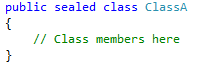 public sealed class ClassA
{
    // Class members here
}